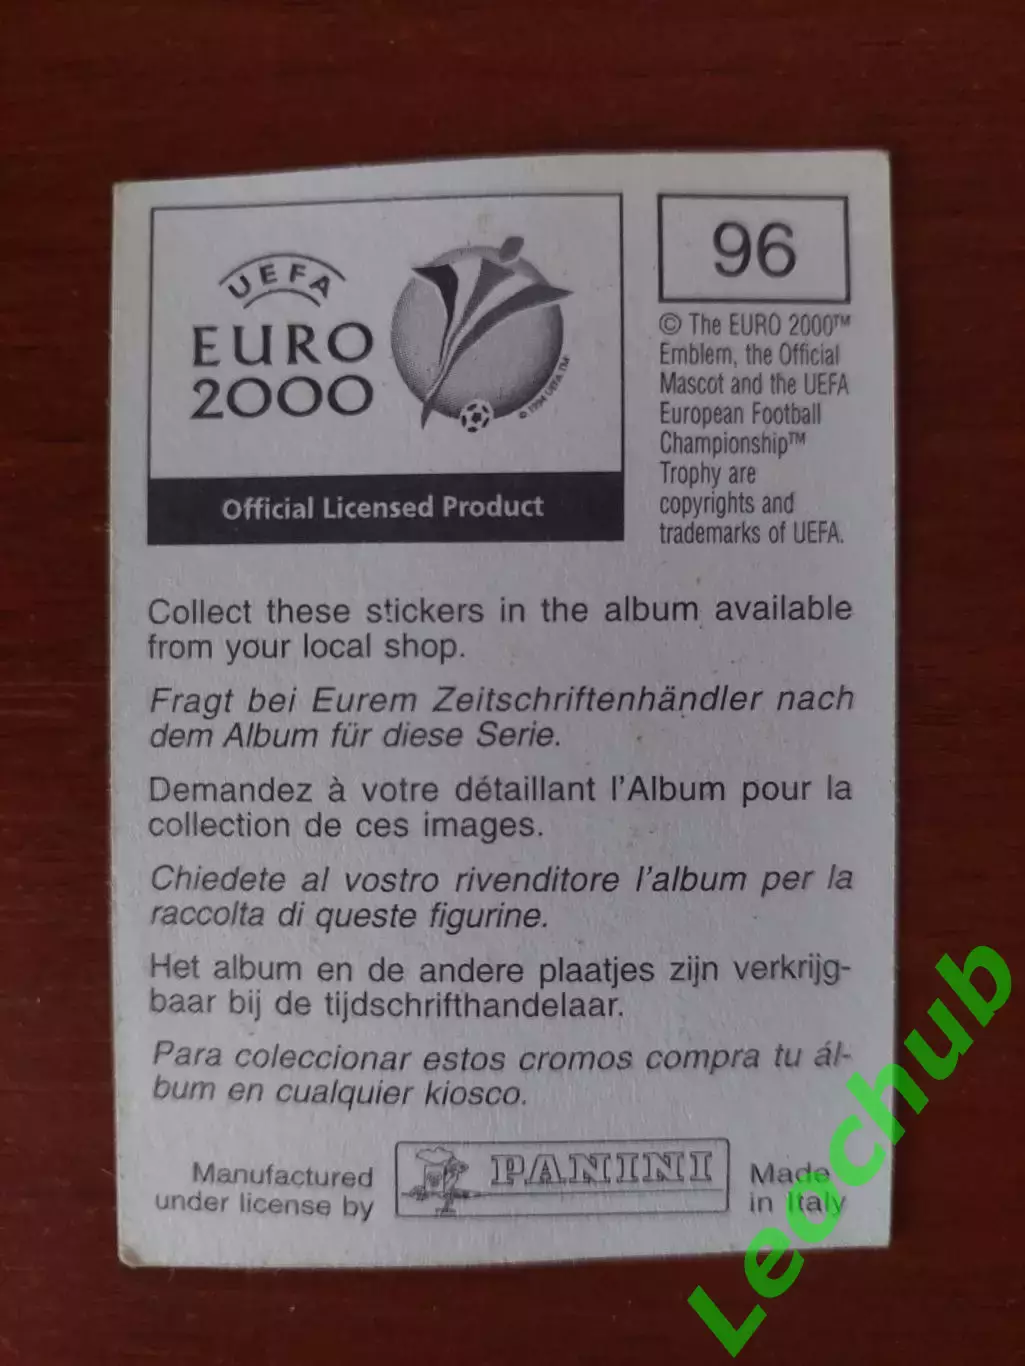 UEFA
EURO
2000
© 1994 UEFA TM
Official Licensed Product
96
© The EURO 2000™
Emblem, the Official
Mascot and the UEFA
European Football
Championship™
Trophy are
copyrights and
trademarks of UEFA.
Collect these stickers in the album available
from your local shop.
Fragt bei Eurem Zeitschriftenhändler nach
dem Album für diese Serie.
Demandez à votre détaillant l'Album pour la
collection de ces images.
Chiedete al vostro rivenditore l'album per la
raccolta di queste figurine.
Het album en de andere plaatjes zijn verkrijg-
baar bij de tijdschrifthandelaar.
Para coleccionar estos cromos compra tu ál-
bum en cualquier kiosco.
Manufactured
under license by
PANINI
Made
in Italy
Leochub